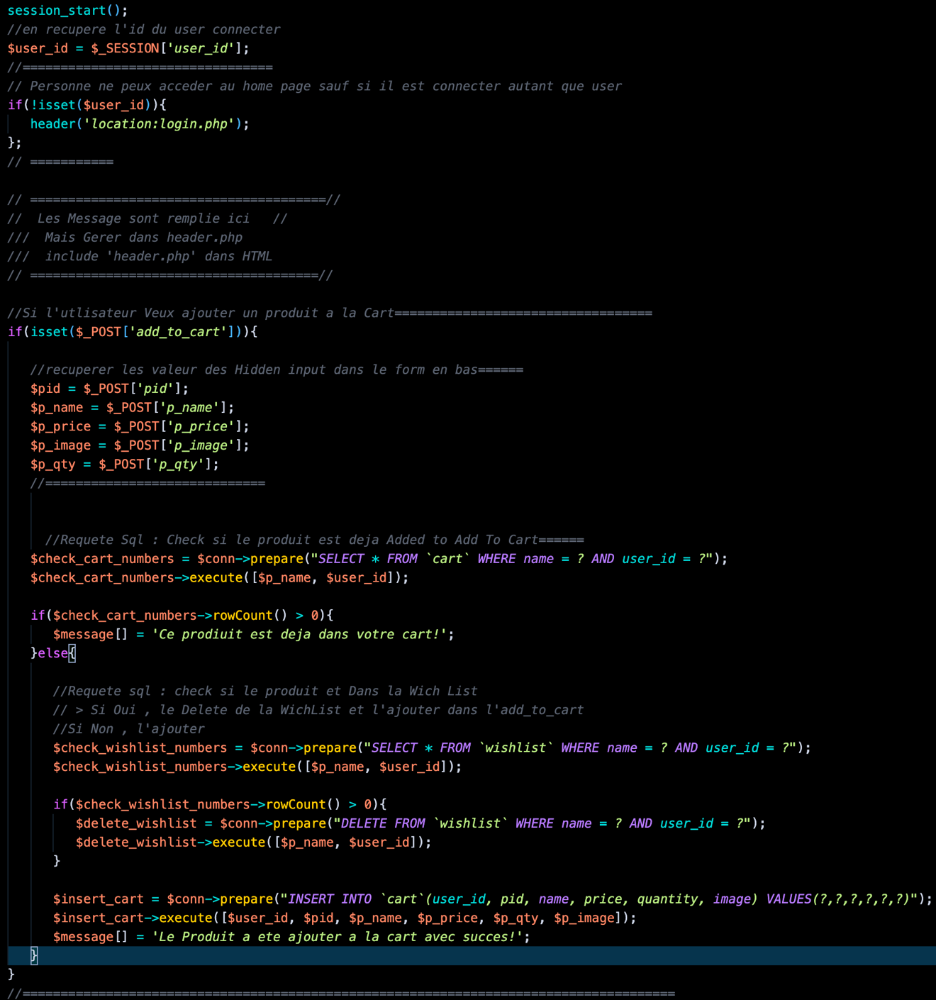 session_start();
//en recupere l'id du user connecter
$user_id = $_SESSION['user_id'];
//=================================
// Personne ne peux acceder au home page sauf si il est connecter autant que user
if(!isset($user_id)){
   header('location:login.php');
};
// ===========
// =======================================//
//  Les Message sont remplie ici   //
///  Mais Gerer dans header.php
///  include 'header.php' dans HTML
// ======================================//
//Si l'utlisateur Veux ajouter un produit a la Cart==================================
if(isset($_POST['add_to_cart'])){
   //recuperer les valeur des Hidden input dans le form en bas======
   $pid = $_POST['pid'];
   $p_name = $_POST['p_name'];
   $p_price = $_POST['p_price'];
   $p_image = $_POST['p_image'];
   $p_qty = $_POST['p_qty'];
   //=============================
     //Requete Sql : Check si le produit est deja Added to Add To Cart======
   $check_cart_numbers = $conn->prepare("SELECT * FROM `cart` WHERE name = ? AND user_id = ?");
   $check_cart_numbers->execute([$p_name, $user_id]);
   if($check_cart_numbers->rowCount() > 0){
      $message[] = 'Ce prodiuit est deja dans votre cart!';
   }else{
      //Requete sql : check si le produit et Dans la Wich List
      // > Si Oui , le Delete de la WichList et l'ajouter dans l'add_to_cart
      //Si Non , l'ajouter
      $check_wishlist_numbers = $conn->prepare("SELECT * FROM `wishlist` WHERE name = ? AND user_id = ?");
      $check_wishlist_numbers->execute([$p_name, $user_id]);
      if($check_wishlist_numbers->rowCount() > 0){
         $delete_wishlist = $conn->prepare("DELETE FROM `wishlist` WHERE name = ? AND user_id = ?");
         $delete_wishlist->execute([$p_name, $user_id]);
      }
      $insert_cart = $conn->prepare("INSERT INTO `cart`(user_id, pid, name, price, quantity, image) VALUES(?,?,?,?,?,?)");
      $insert_cart->execute([$user_id, $pid, $p_name, $p_price, $p_qty, $p_image]);
      $message[] = 'Le Produit a ete ajouter a la cart avec succes!';
   }
}
//======================================================================================